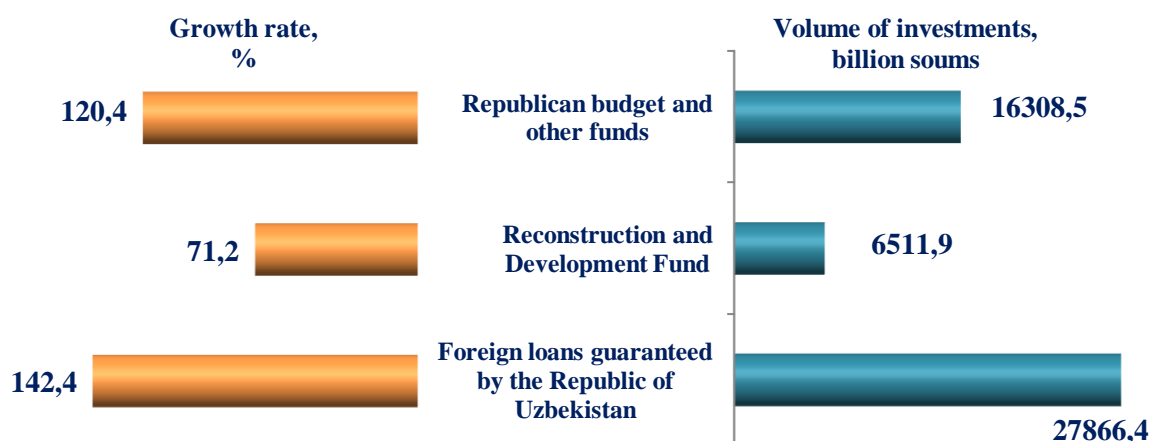 Growth rate,
%
Volume of investments,
billion soums
120,4
Republican budget and
other funds
16308,5
71,2
Reconstruction and
Development Fund
6511,9
142,4
Foreign loans guaranteed
by the Republic of
Uzbekistan
27866,4